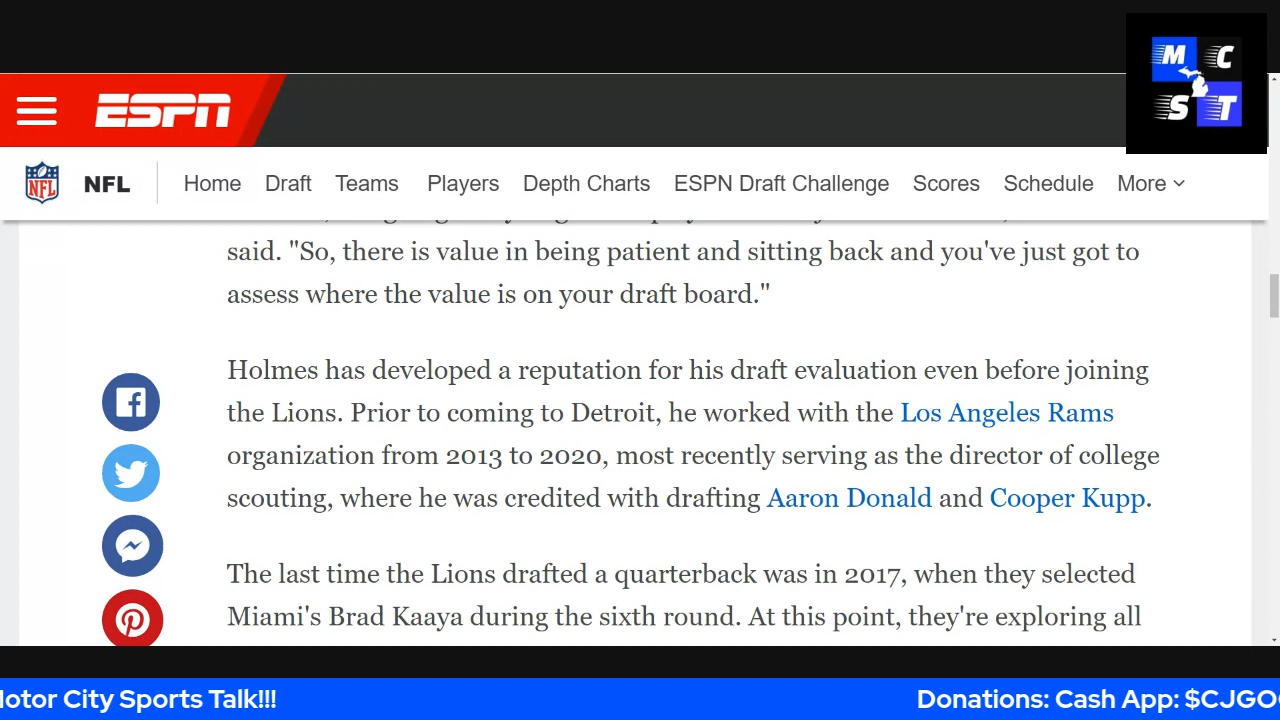 M C
S T
ESPN
NFL
NFL
Home
Draft
Teams
Players
Depth Charts
ESPN Draft Challenge
Scores
Schedule
More
said. "So, there is value in being patient and sitting back and you've just got to
assess where the value is on your draft board."
Holmes has developed a reputation for his draft evaluation even before joining
the Lions. Prior to coming to Detroit, he worked with the Los Angeles Rams
organization from 2013 to 2020, most recently serving as the director of college
scouting, where he was credited with drafting Aaron Donald and Cooper Kupp.
The last time the Lions drafted a quarterback was in 2017, when they selected
Miami's Brad Kaaya during the sixth round. At this point, they're exploring all
otor City Sports Talk!!!
Donations: Cash App: $CJGO